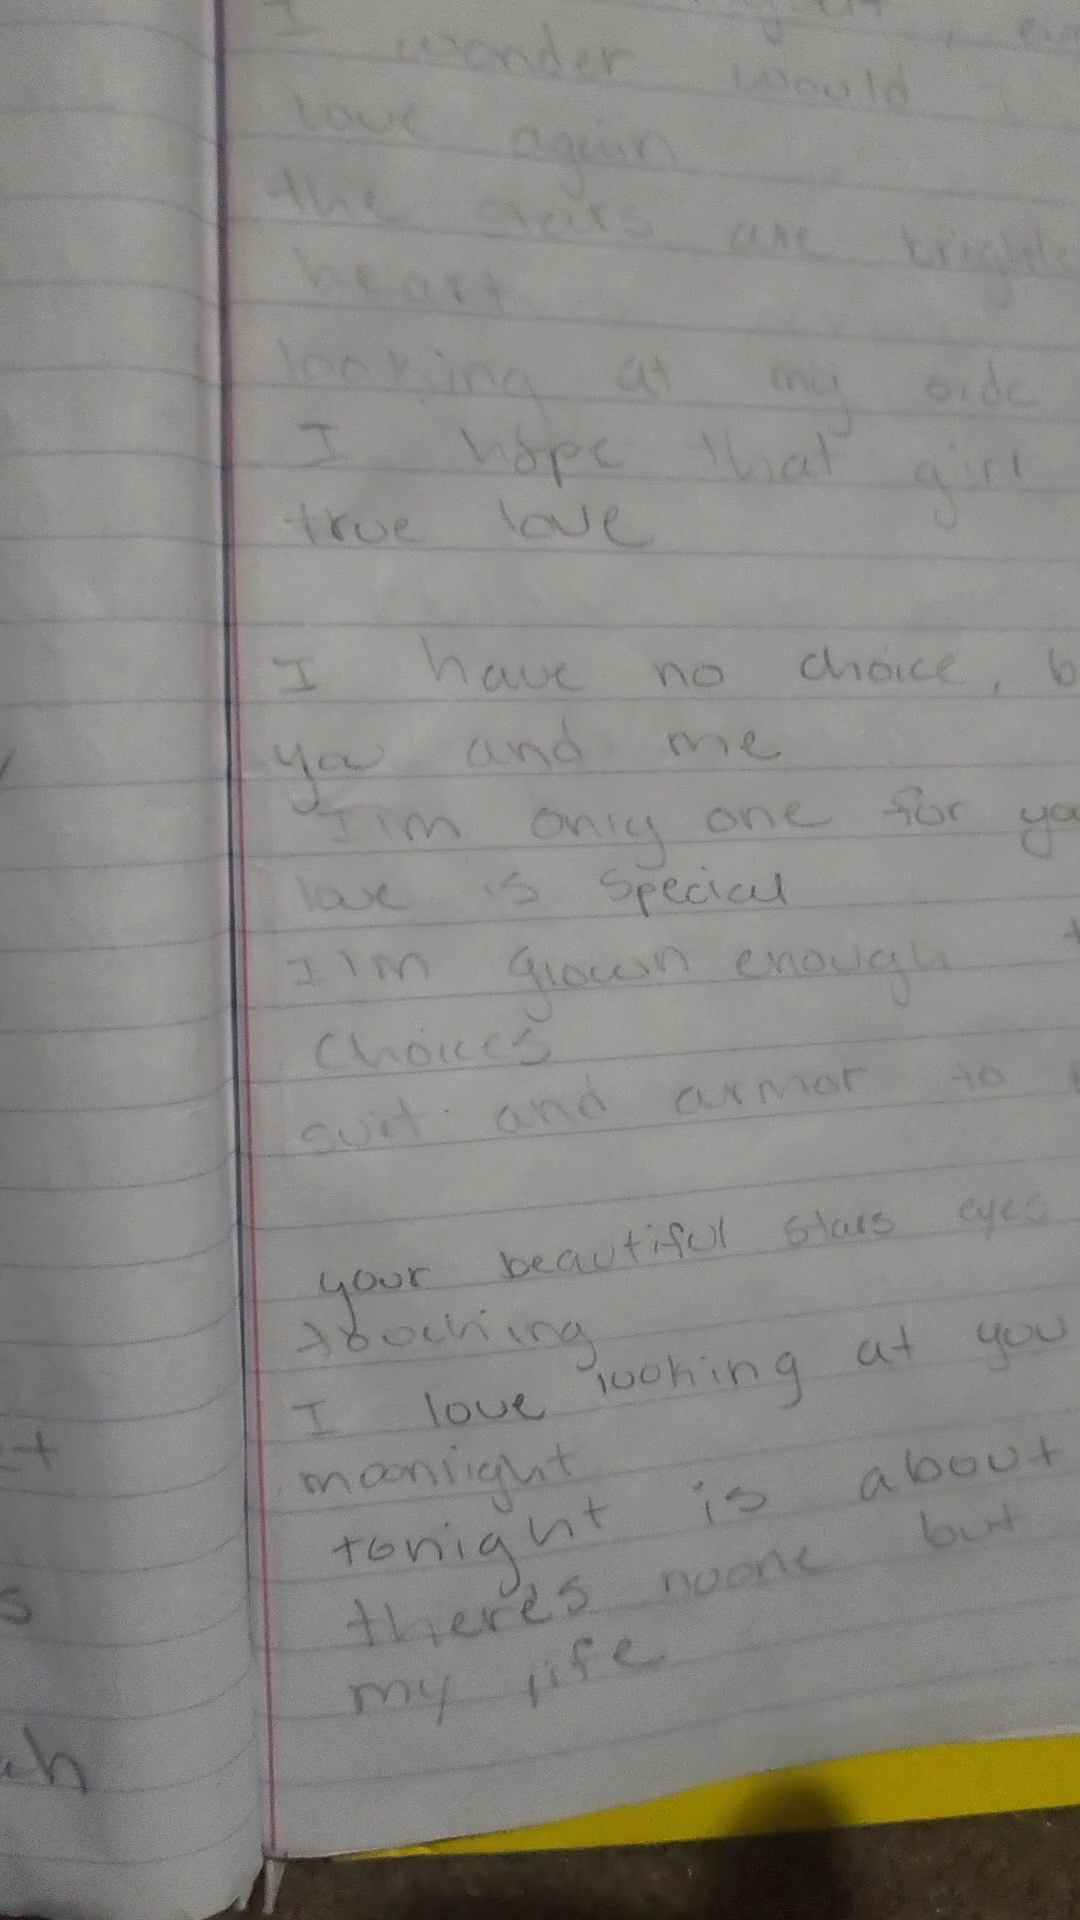 I
wonder would
love again
the stars are brighte
heart
looking at my side
I hope that girl
true love
I have no choice, b
you and me
I'm only one for yo
love is special
I'm grown enough t
Choices
suit and armor to t
your beautiful stars eyes
touching
I love looking at you
moonlight
tonight is about
there's noone but
my life
t
s
h